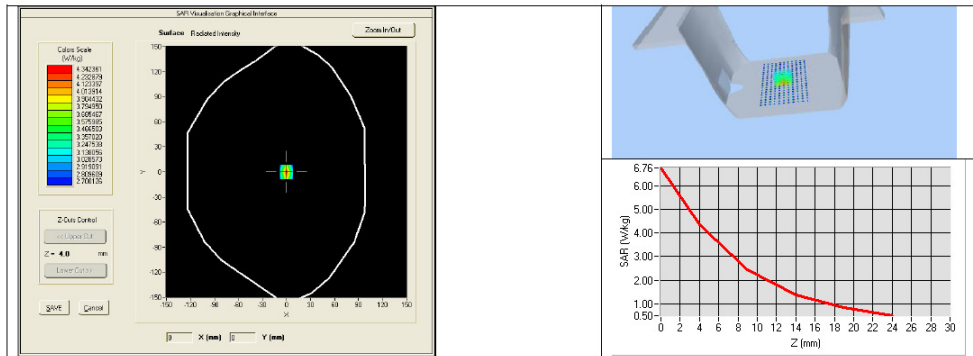 SAR Visualisation Graphical Interface
Surface Radiated Intensity
Zoom In/Out
Colors Scale
(W/kg)
4.342361
4.232879
4.123397
4.013914
3.904432
3.794950
3.685467
3.575985
3.466503
3.357020
3.247538
3.138056
3.028573
2.919091
2.809609
2.700126
Z-Cuts Control
<< Upper Cut
Z = 4.0 mm
Lower Cut >>
SAVE Cancel
150
120
90
60
30
0
-30
-60
-90
-120
-150
Y
-150 -120 -90 -60 -30 0 30 60 90 120 150
X
0 X (mm) 0 Y (mm)
6.76
6.00
5.00
4.00
3.00
2.00
1.00
0.50
SAR (W/kg)
0 2 4 6 8 10 12 14 16 18 20 22 24 26 28 30
Z (mm)